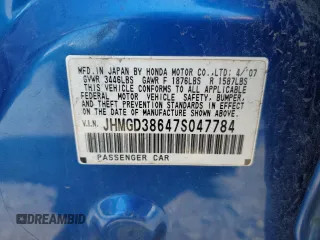 MFD. IN JAPAN BY HONDA MOTOR CO., LTD. 4/'07
GVWR 3446LBS GAWR F 1876LBS R 1587LBS
THIS VEHICLE CONFORMS TO ALL APPLICABLE
FEDERAL MOTOR VEHICLE SAFETY, BUMPER,
AND THEFT PREVENTION STANDARDS IN EFFECT
ON THE DATE OF MANUFACTURE SHOWN ABOVE.
V.I.N. JHMGD38647S047784
PASSENGER CAR
DREAMBID